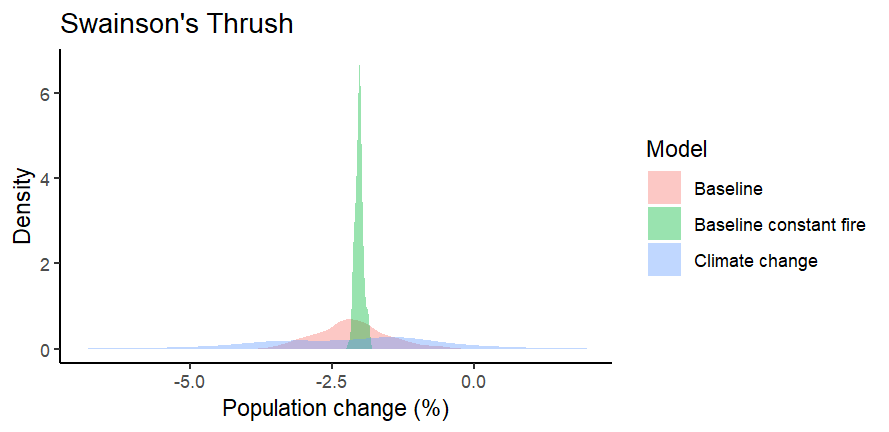 Swainson's Thrush
6
4
2
0
Density
-5.0
-2.5
0.0
Population change (%)
Model
Baseline
Baseline constant fire
Climate change